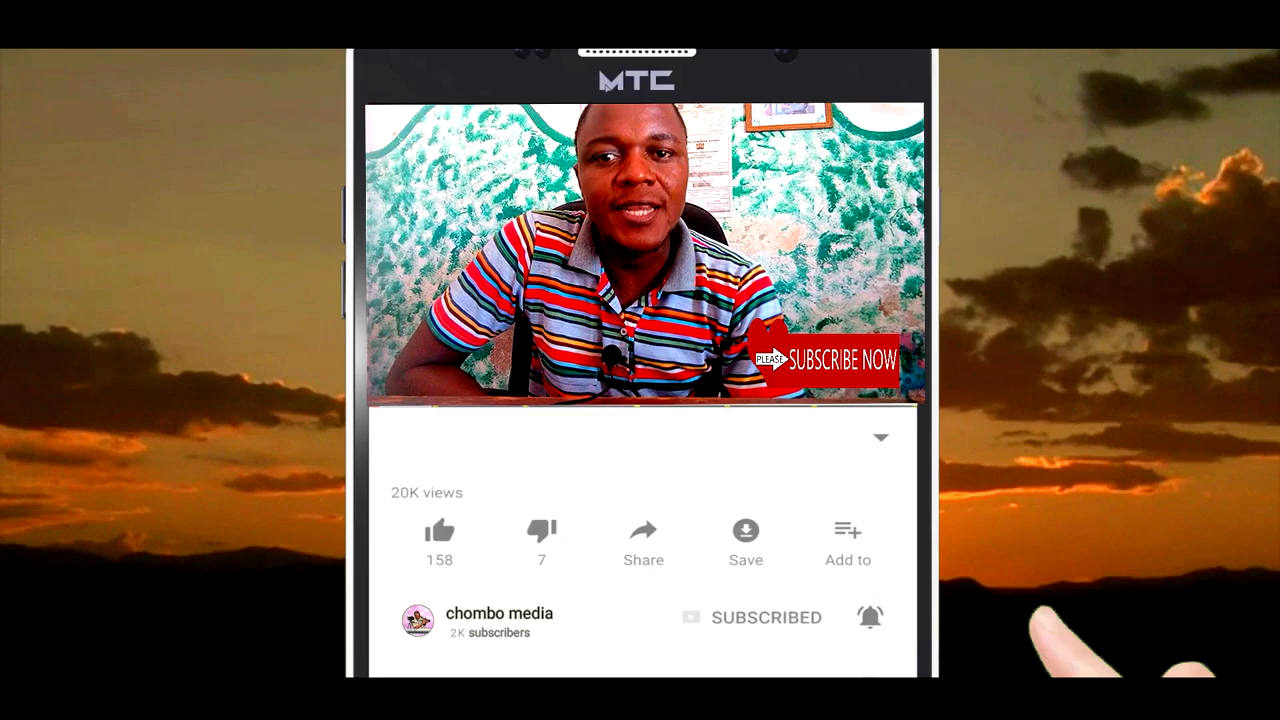 MTC
PLEASE
SUBSCRIBE NOW
20K views
158
7
Share
Save
Add to
chombo media
SUBSCRIBED
2K subscribers